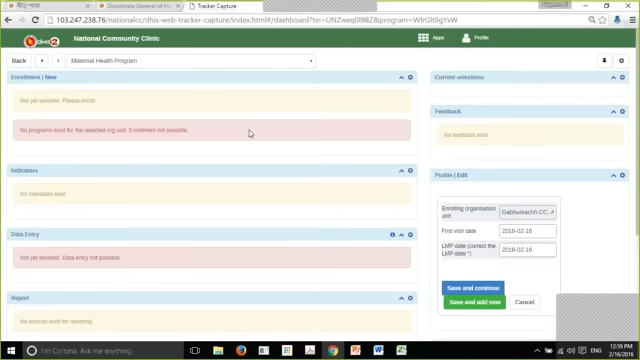 Directorate General of H
Tracker Capture
103.247.238.76/nationalcc/dhis-web-tracker-capture/index.html#/dashboard?tei=UNZweq0fI9BZ&program=WfrGlt9gYxW
dhis 2
National Community Clinic
Apps
Profile
Back
Maternal Health Program
Enrollment | New
Not yet enrolled. Please enroll.
No programs exist for the selected org unit. Enrollment not possible.
Indicators
No indicators exist
Data Entry
Not yet enrolled. Data entry not possible.
Report
No records exist for reporting
Current selections
Feedback
No feedback exist.
Profile | Edit
Enrolling organisation unit
Gabhurkachh CC, A
First visit date
2016-02-16
LMP date (correct the LMP date *)
2016-02-16
Save and continue
Save and add new
Cancel
I'm Cortana. Ask me anything.
12:59 PM
2/16/2016